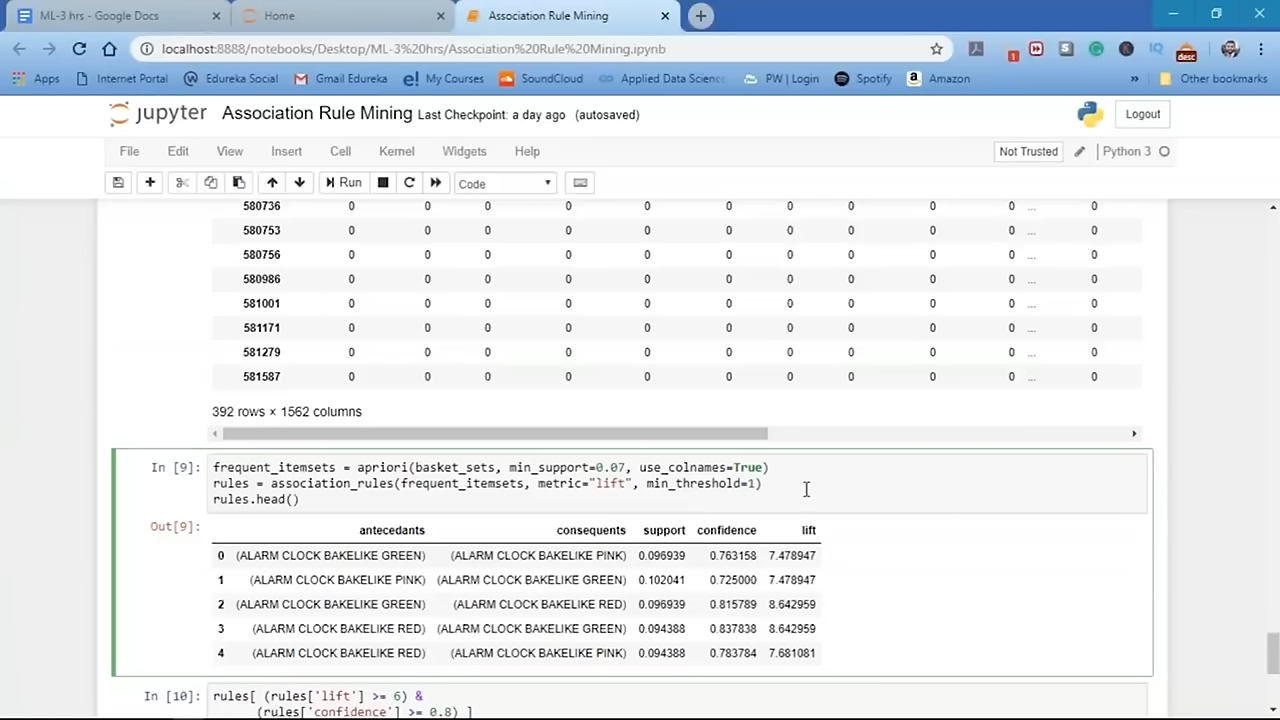 ML-3 hrs - Google Docs
Home
Association Rule Mining
localhost:8888/notebooks/Desktop/ML-3%20hrs/Association%20Rule%20Mining.ipynb
Apps Internet Portal Edureka Social Gmail Edureka My Courses SoundCloud Applied Data Scienc PW | Login Spotify Amazon » Other bookmarks
jupyter Association Rule Mining Last Checkpoint: a day ago (autosaved) Logout
File Edit View Insert Cell Kernel Widgets Help Not Trusted Python 3
Run Code
580736 0 0 0 0 0 0 0 0 0 0 ... 0
580753 0 0 0 0 0 0 0 0 0 0 ... 0
580756 0 0 0 0 0 0 0 0 0 0 ... 0
580986 0 0 0 0 0 0 0 0 0 0 ... 0
581001 0 0 0 0 0 0 0 0 0 0 ... 0
581171 0 0 0 0 0 0 0 0 0 0 ... 0
581279 0 0 0 0 0 0 0 0 0 0 ... 0
581587 0 0 0 0 0 0 0 0 0 0 ... 0
392 rows × 1562 columns
In [9]: frequent_itemsets = apriori(basket_sets, min_support=0.07, use_colnames=True)
rules = association_rules(frequent_itemsets, metric="lift", min_threshold=1)
rules.head()
Out[9]: antecedants consequents support confidence lift
0 (ALARM CLOCK BAKELIKE GREEN) (ALARM CLOCK BAKELIKE PINK) 0.096939 0.763158 7.478947
1 (ALARM CLOCK BAKELIKE PINK) (ALARM CLOCK BAKELIKE GREEN) 0.102041 0.725000 7.478947
2 (ALARM CLOCK BAKELIKE GREEN) (ALARM CLOCK BAKELIKE RED) 0.096939 0.815789 8.642959
3 (ALARM CLOCK BAKELIKE RED) (ALARM CLOCK BAKELIKE GREEN) 0.094388 0.837838 8.642959
4 (ALARM CLOCK BAKELIKE RED) (ALARM CLOCK BAKELIKE PINK) 0.094388 0.783784 7.681081
In [10]: rules[ (rules['lift'] >= 6) &
(rules['confidence'] >= 0.8) ]